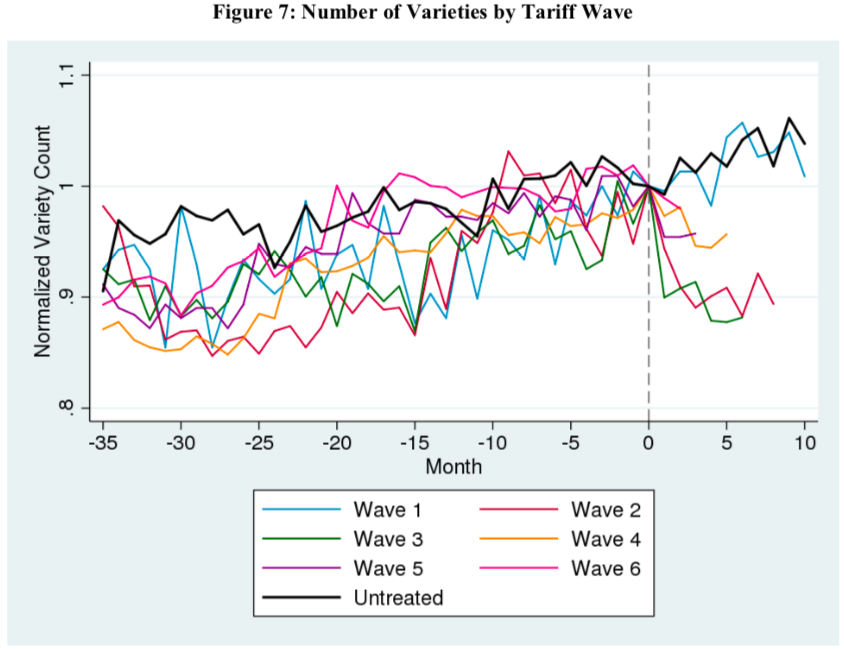 Figure 7: Number of Varieties by Tariff Wave
1.1
1
.9
.8
Normalized Variety Count
-35 -30 -25 -20 -15 -10 -5 0 5 10
Month
Wave 1 Wave 2
Wave 3 Wave 4
Wave 5 Wave 6
Untreated